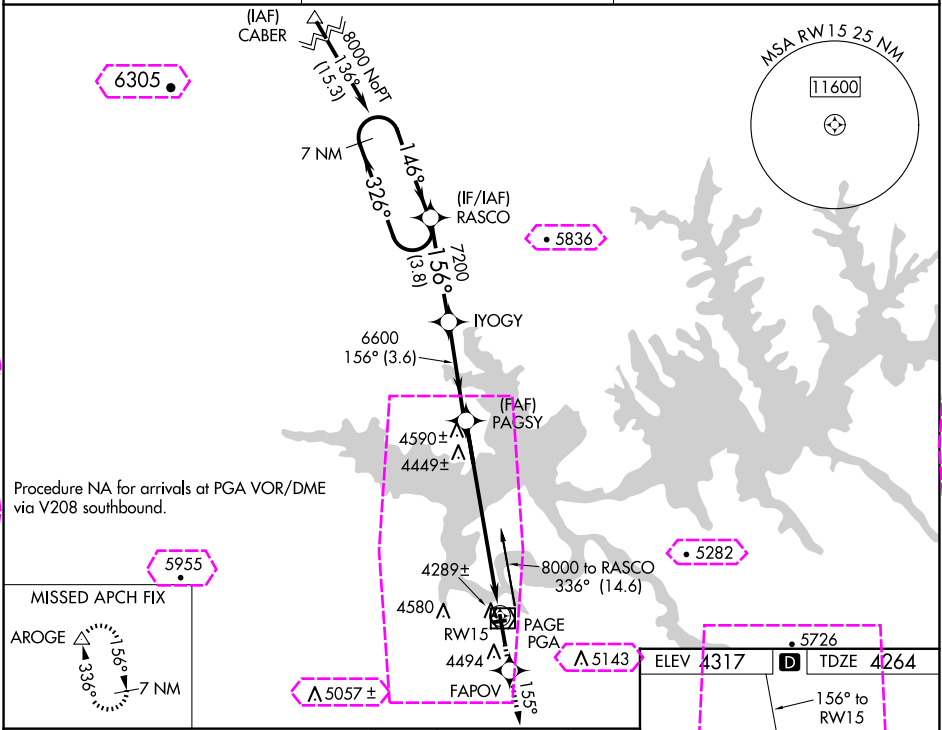 (IAF)
CABER
8000 NoPT
136°
(15.3)
6305
MSA RW15 25 NM
11600
7 NM
146°
326°
(IF/IAF)
RASCO
5836
7200
156°
(3.8)
IYOGY
6600
156° (3.6)
(FAF)
PAGSY
4590±
4449±
Procedure NA for arrivals at PGA VOR/DME
via V208 southbound.
5955
5282
8000 to RASCO
336° (14.6)
4289±
4580
RW15
PAGE
PGA
4494
FAPOV
155°
5143
5057 ±
MISSED APCH FIX
AROGE
156°
336°
7 NM
5726
ELEV 4317
D
TDZE 4264
156° to
RW15